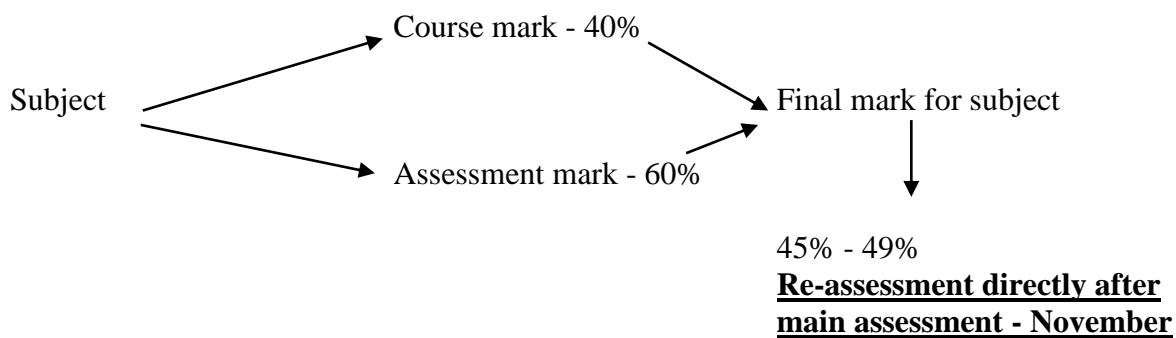 Course mark - 40%
Subject
Final mark for subject
Assessment mark - 60%
45% - 49%
Re-assessment directly after
main assessment - November